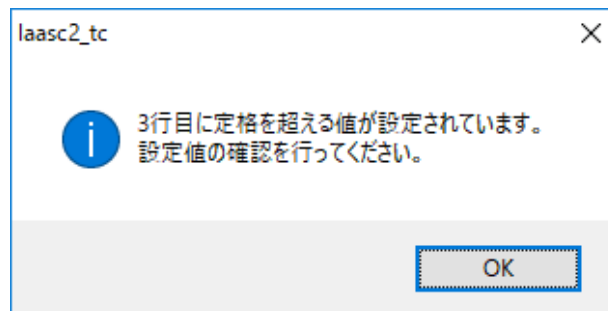 laasc2_tc
3行目に定格を超える値が設定されています。
設定値の確認を行ってください。
OK